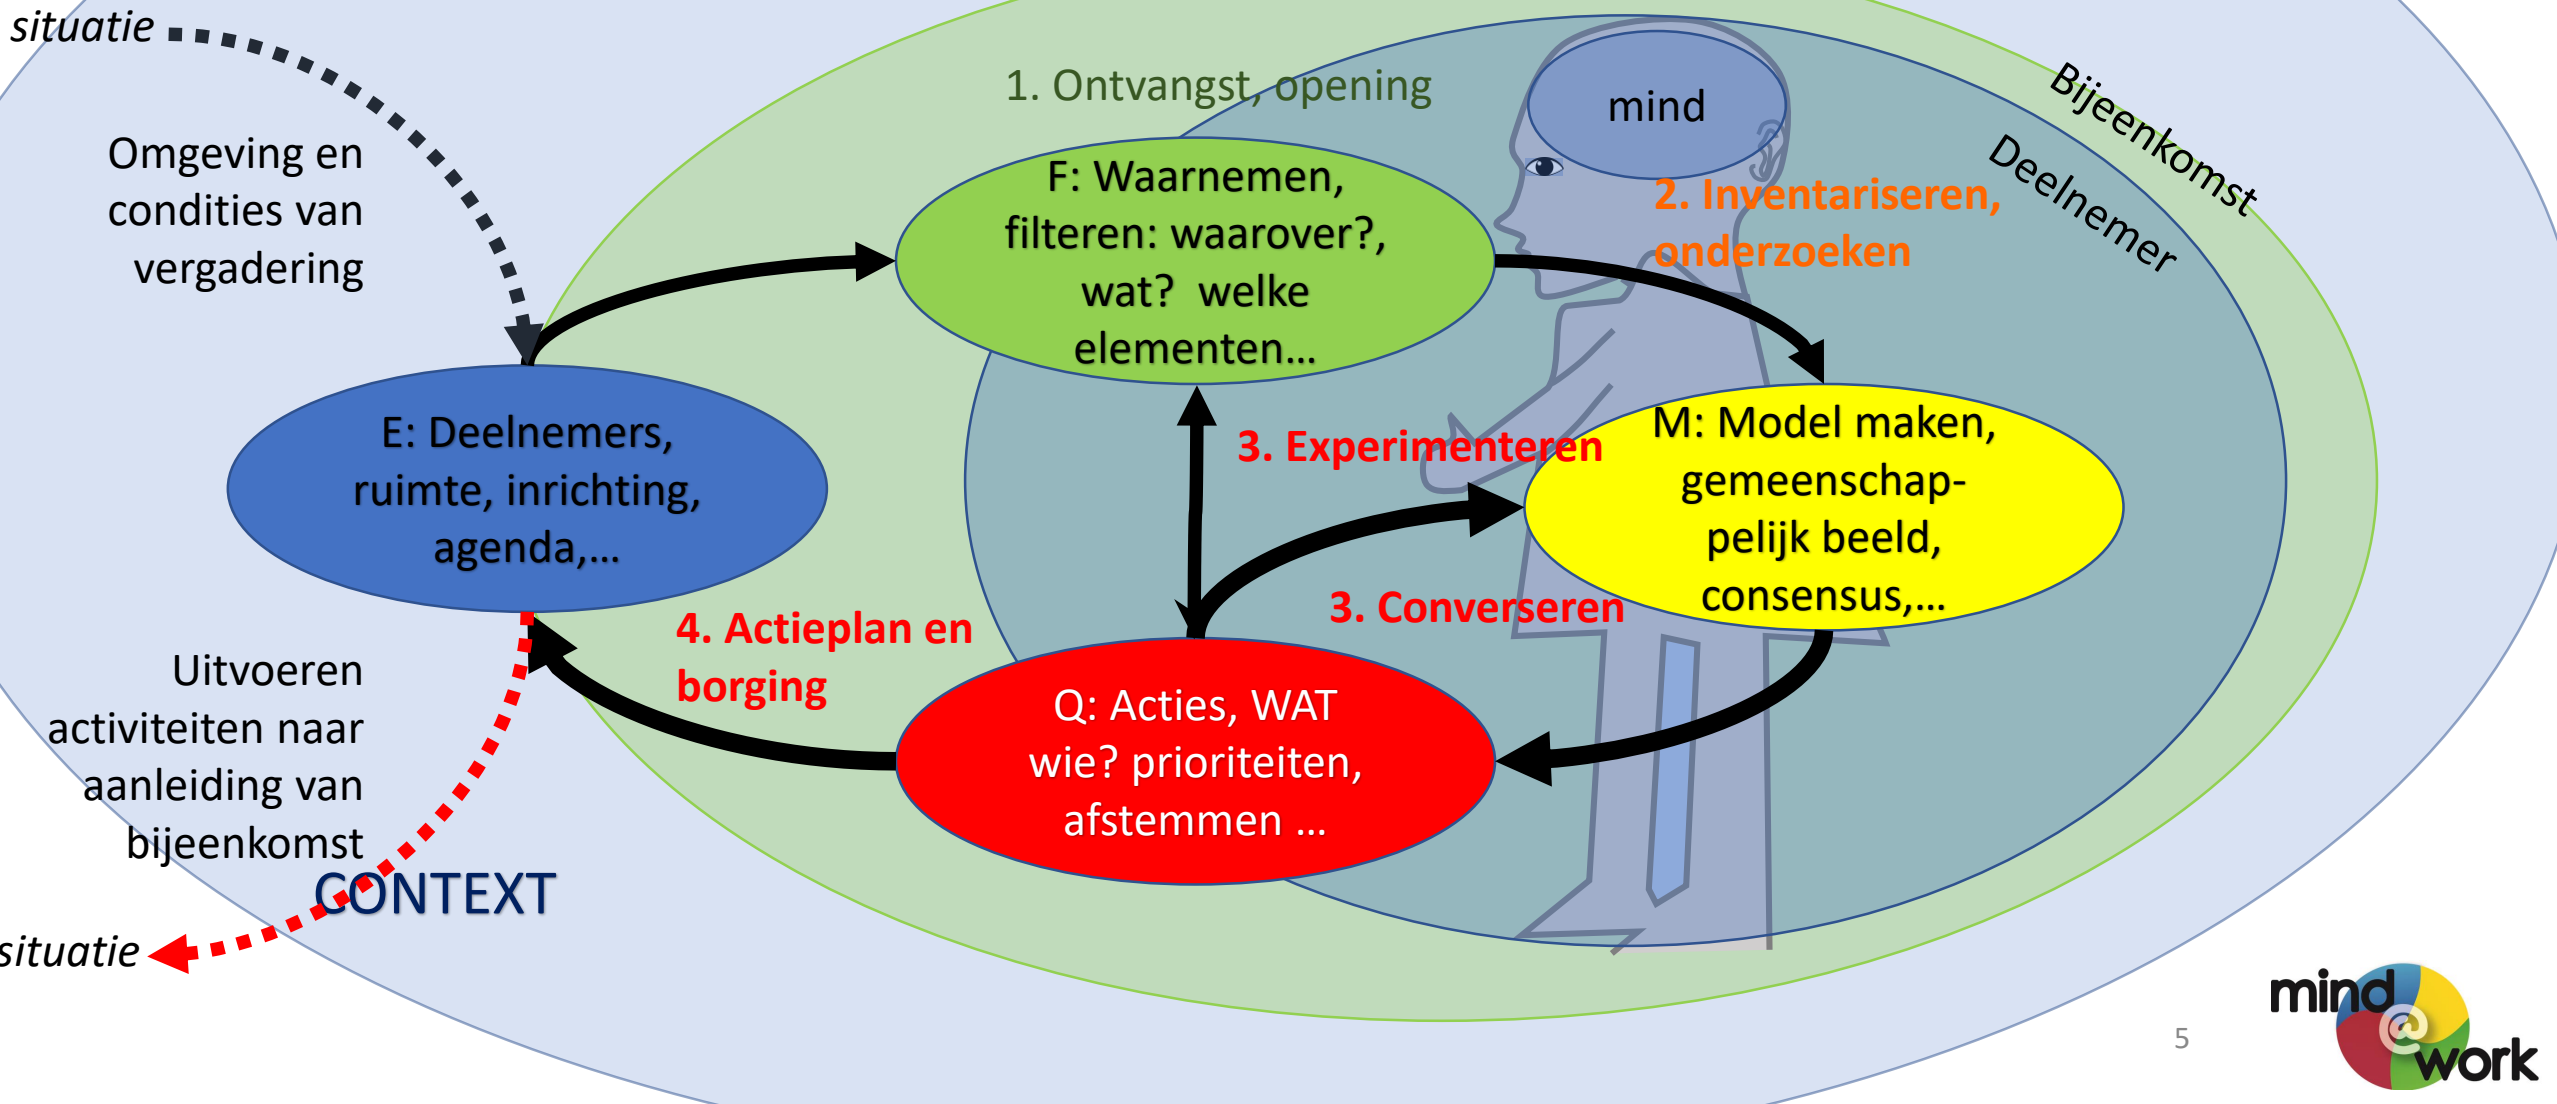 situatie
Omgeving en
condities van
vergadering
1. Ontvangst, opening
mind
Bijeenkomst
Deelnemer
F: Waarnemen,
filteren: waarover?,
wat? welke
elementen...
2. Inventariseren,
onderzoeken
E: Deelnemers,
ruimte, inrichting,
agenda,...
3. Experimenteren
M: Model maken,
gemeenschap-
pelijk beeld,
consensus,...
3. Converseren
4. Actieplan en
borging
Q: Acties, WAT
wie? prioriteiten,
afstemmen ...
Uitvoeren
activiteiten naar
aanleiding van
bijeenkomst
CONTEXT
situatie
5
mind
@
work